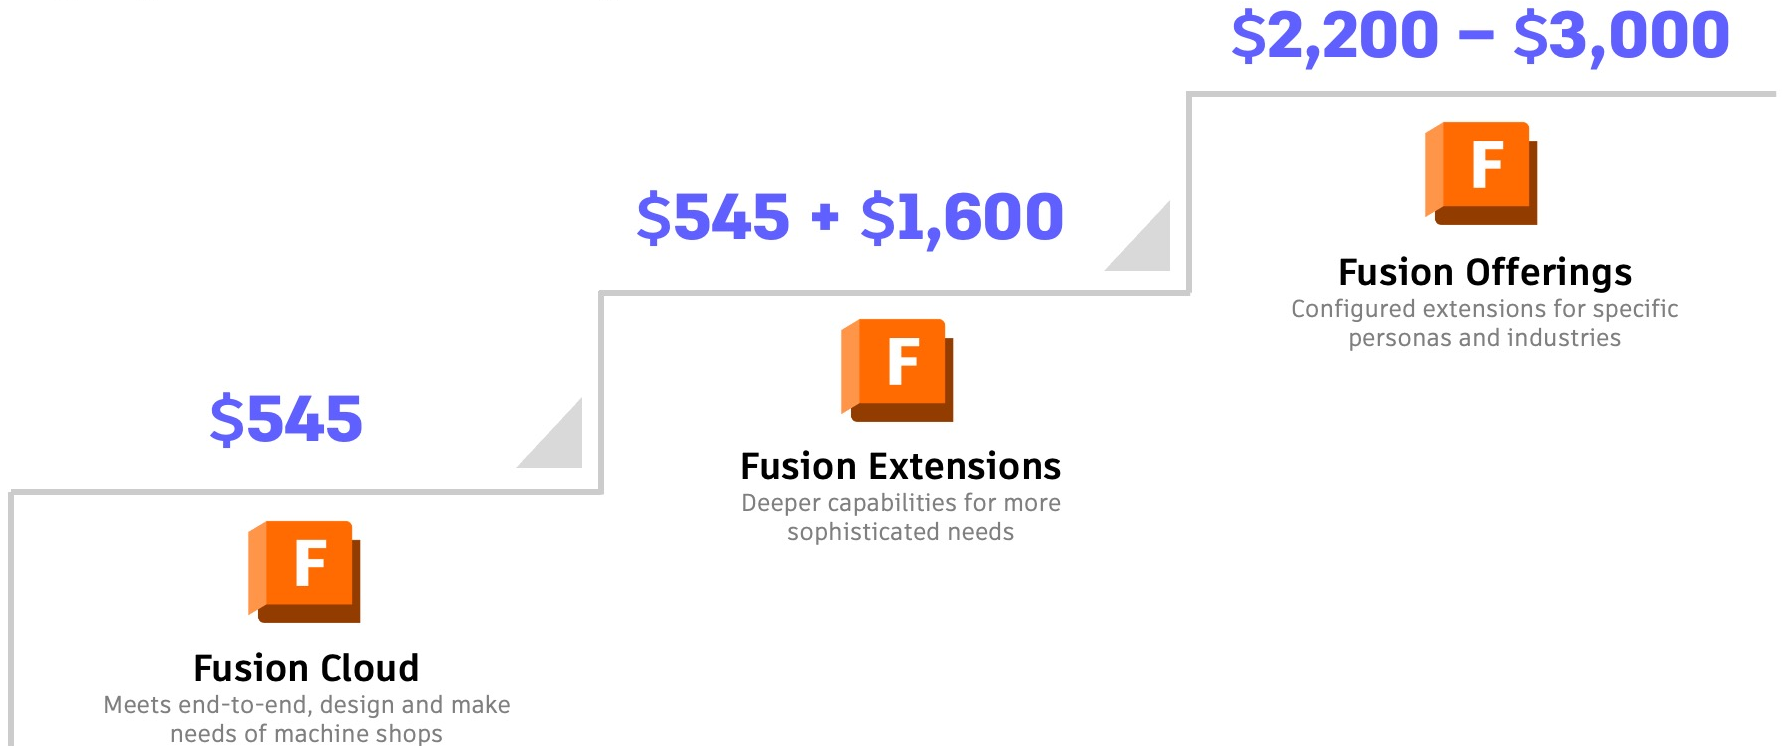 $545
F
Fusion Cloud
Meets end-to-end, design and make
needs of machine shops
$545 + $1,600
F
Fusion Extensions
Deeper capabilities for more
sophisticated needs
$2,200 – $3,000
F
Fusion Offerings
Configured extensions for specific
personas and industries